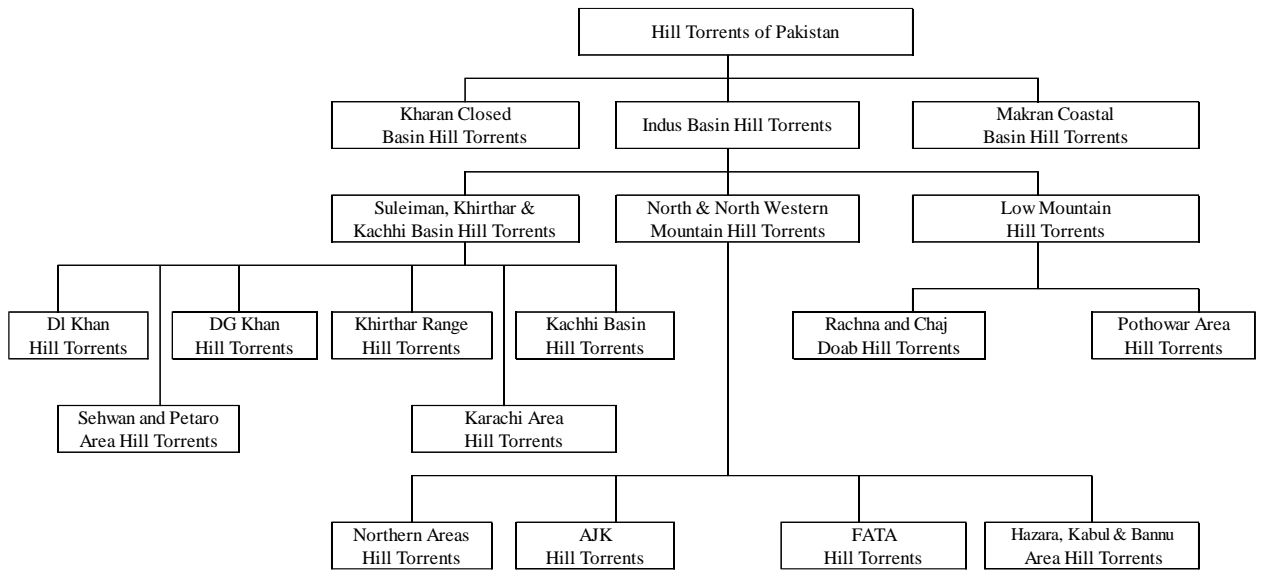 Hill Torrents of Pakistan
Kharan Closed
Basin Hill Torrents
Indus Basin Hill Torrents
Makran Coastal
Basin Hill Torrents
Suleiman, Khirthar &
Kachhi Basin Hill Torrents
North & North Western
Mountain Hill Torrents
Low Mountain
Hill Torrents
Dl Khan
Hill Torrents
DG Khan
Hill Torrents
Khirthar Range
Hill Torrents
Kachhi Basin
Hill Torrents
Rachna and Chaj
Doab Hill Torrents
Pothowar Area
Hill Torrents
Sehwan and Petaro
Area Hill Torrents
Karachi Area
Hill Torrents
Northern Areas
Hill Torrents
AJK
Hill Torrents
FATA
Hill Torrents
Hazara, Kabul & Bannu
Area Hill Torrents